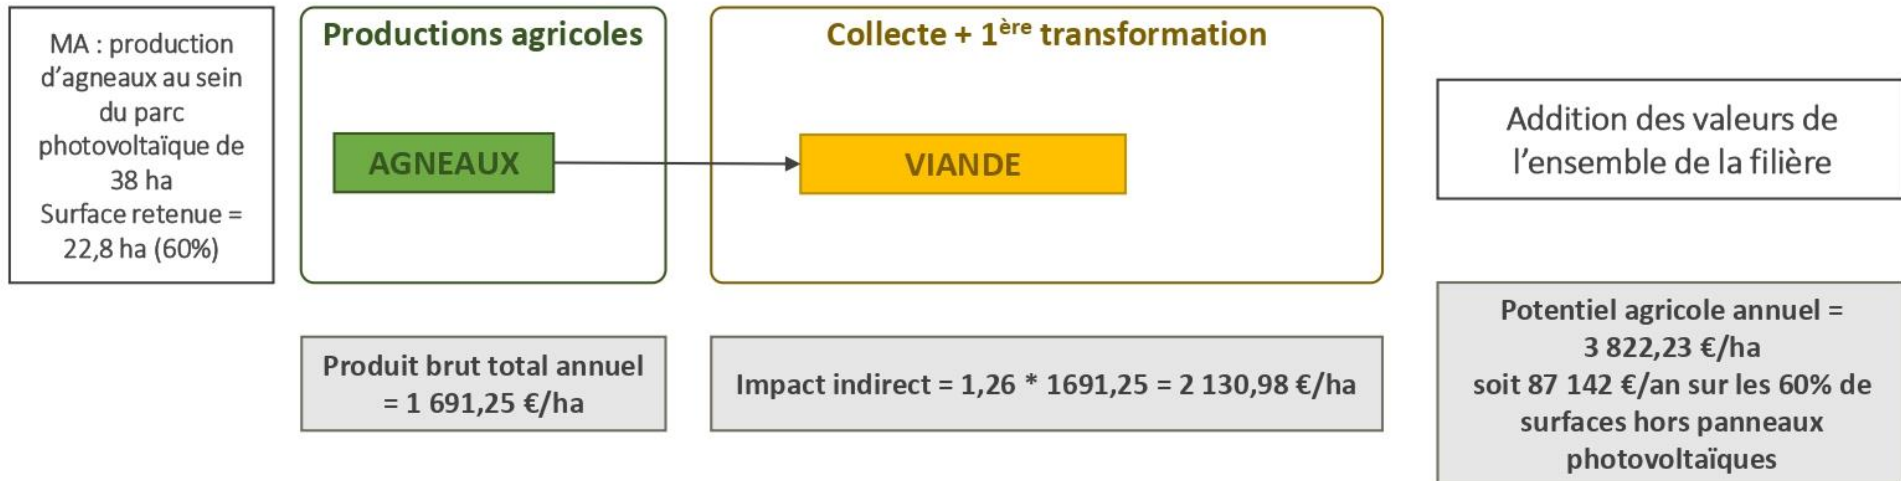 MA : production
d’agneaux au sein
du parc
photovoltaïque de
38 ha
Surface retenue =
22,8 ha (60%)
Productions agricoles
AGNEAUX
Collecte + 1ère transformation
VIANDE
Addition des valeurs de
l’ensemble de la filière
Produit brut total annuel
= 1 691,25 €/ha
Impact indirect = 1,26 * 1691,25 = 2 130,98 €/ha
Potentiel agricole annuel =
3 822,23 €/ha
soit 87 142 €/an sur les 60% de
surfaces hors panneaux
photovoltaïques